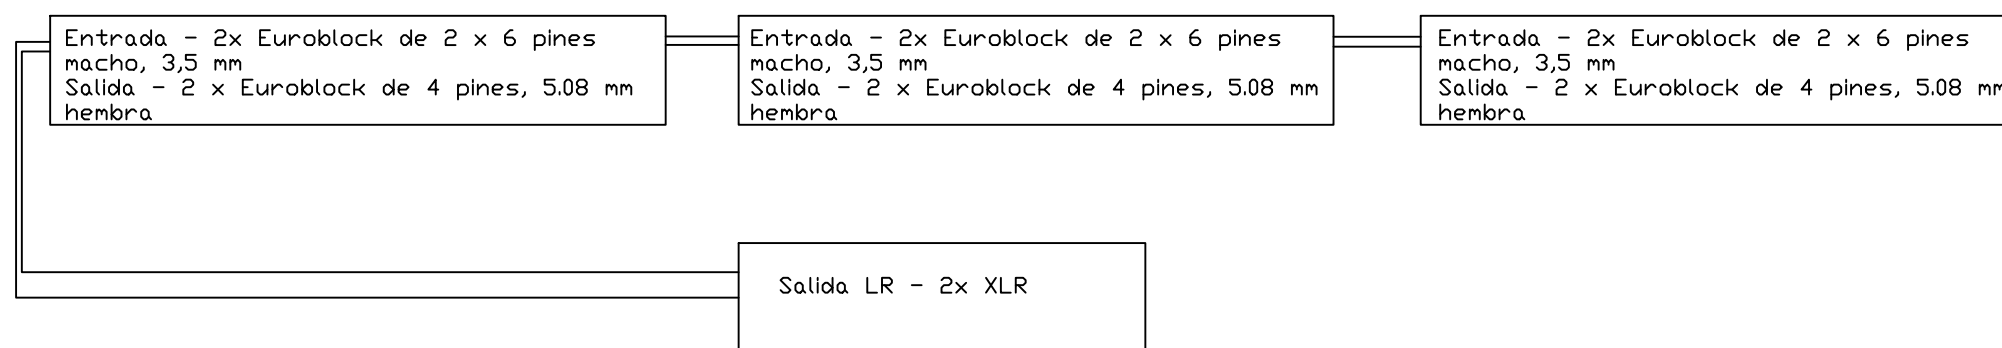 Entrada - 2x Euroblock de 2 x 6 pines
macho, 3,5 mm
Salida - 2 x Euroblock de 4 pines, 5.08 mm
hembra
Entrada - 2x Euroblock de 2 x 6 pines
macho, 3,5 mm
Salida - 2 x Euroblock de 4 pines, 5.08 mm
hembra
Entrada - 2x Euroblock de 2 x 6 pines
macho, 3,5 mm
Salida - 2 x Euroblock de 4 pines, 5.08 mm
hembra
Salida LR - 2x XLR